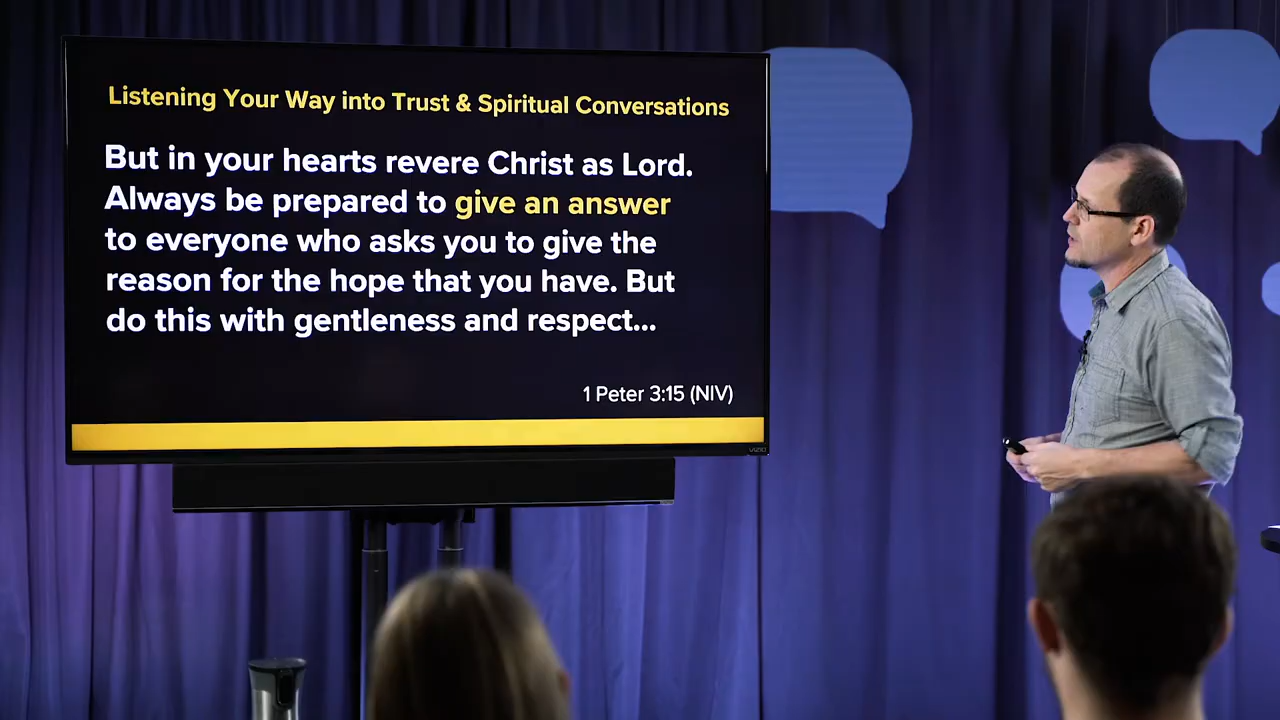 Listening Your Way into Trust & Spiritual Conversations
But in your hearts revere Christ as Lord.
Always be prepared to give an answer
to everyone who asks you to give the
reason for the hope that you have. But
do this with gentleness and respect...
1 Peter 3:15 (NIV)
VIZIO